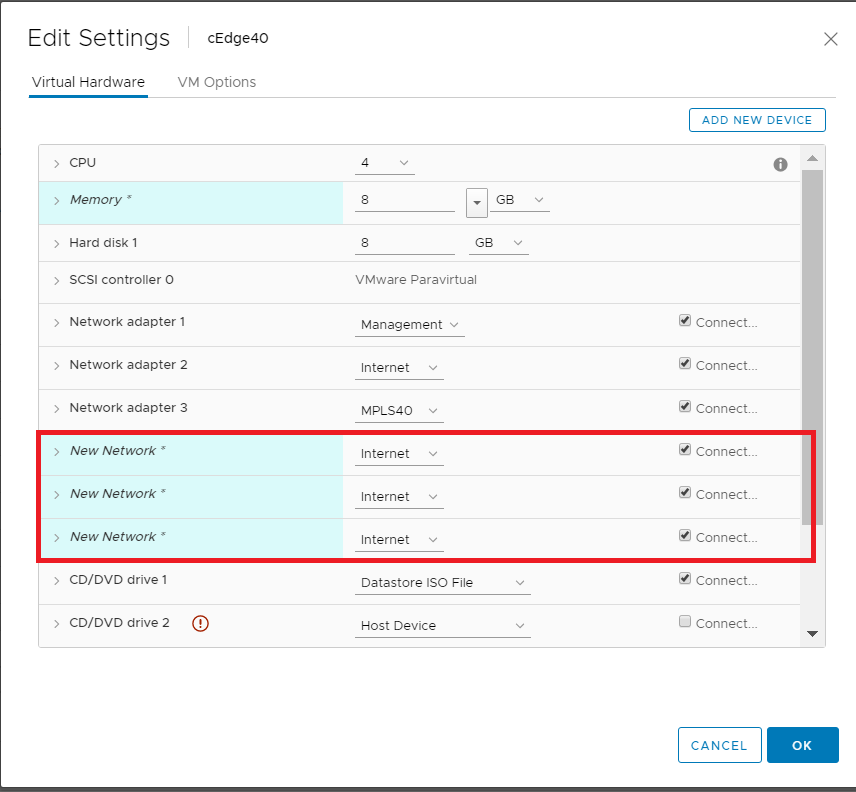 Edit Settings cEdge40
Virtual Hardware VM Options
ADD NEW DEVICE
CPU 4
Memory * 8 GB
Hard disk 1 8 GB
SCSI controller 0 VMware Paravirtual
Network adapter 1 Management Connect...
Network adapter 2 Internet Connect...
Network adapter 3 MPLS40 Connect...
New Network * Internet Connect...
New Network * Internet Connect...
New Network * Internet Connect...
CD/DVD drive 1 Datastore ISO File Connect...
CD/DVD drive 2 Host Device Connect...
CANCEL OK